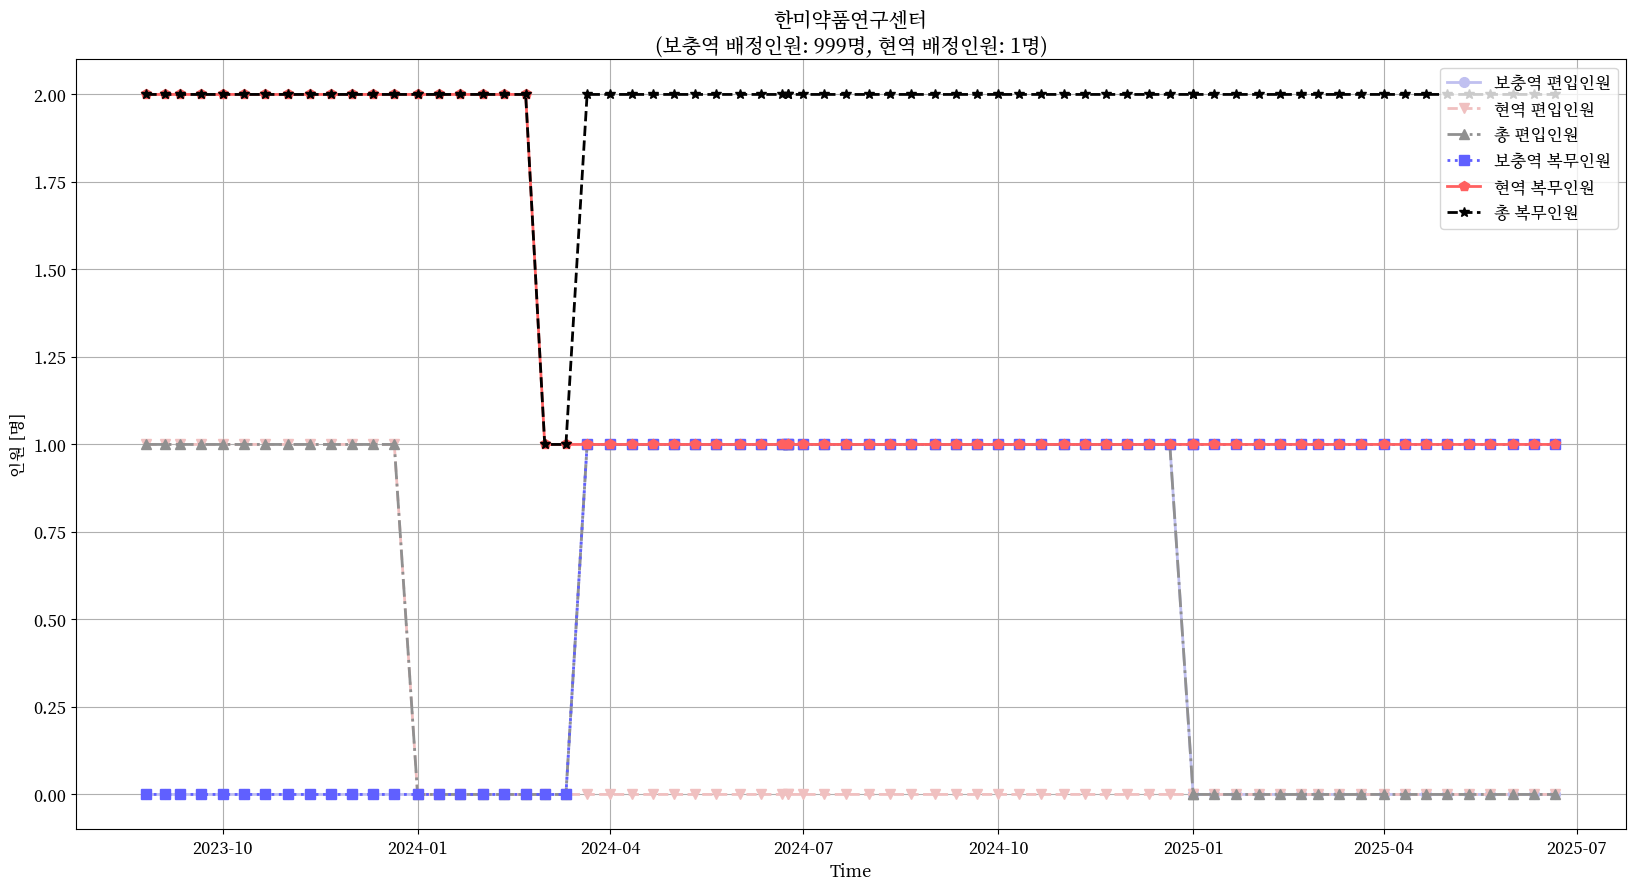 한미약품연구센터
(보충역 배정인원: 999명, 현역 배정인원: 1명)
보충역 편입인원
현역 편입인원
총 편입인원
보충역 복무인원
현역 복무인원
총 복무인원
인원 [명]
2.00
1.75
1.50
1.25
1.00
0.75
0.50
0.25
0.00
2023-10
2024-01
2024-04
2024-07
2024-10
2025-01
2025-04
2025-07
Time